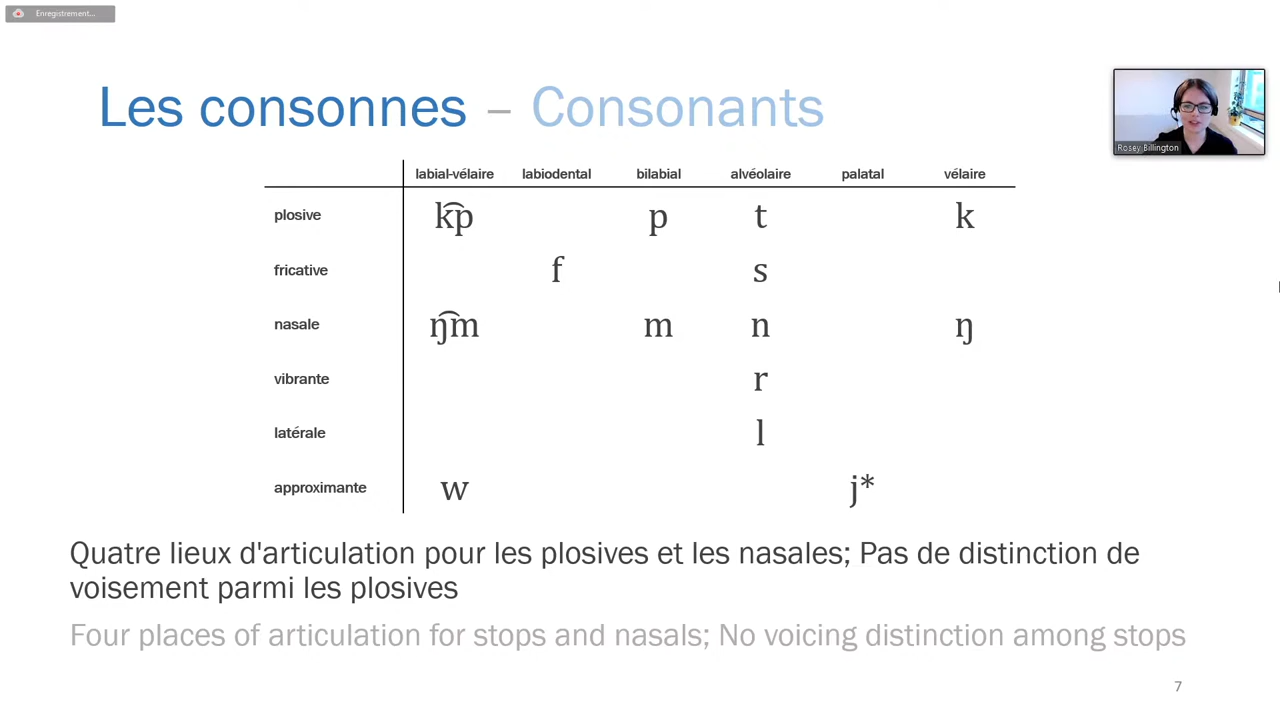 Enregistrement...
Les consonnes – Consonants
Rosey Billington
labial-vélaire labiodental bilabial alvéolaire palatal vélaire
plosive k͡p p t k
fricative f s
nasale ŋ͡m m n ŋ
vibrante r
latérale l
approximante w j*
Quatre lieux d'articulation pour les plosives et les nasales; Pas de distinction de
voisement parmi les plosives
Four places of articulation for stops and nasals; No voicing distinction among stops
7